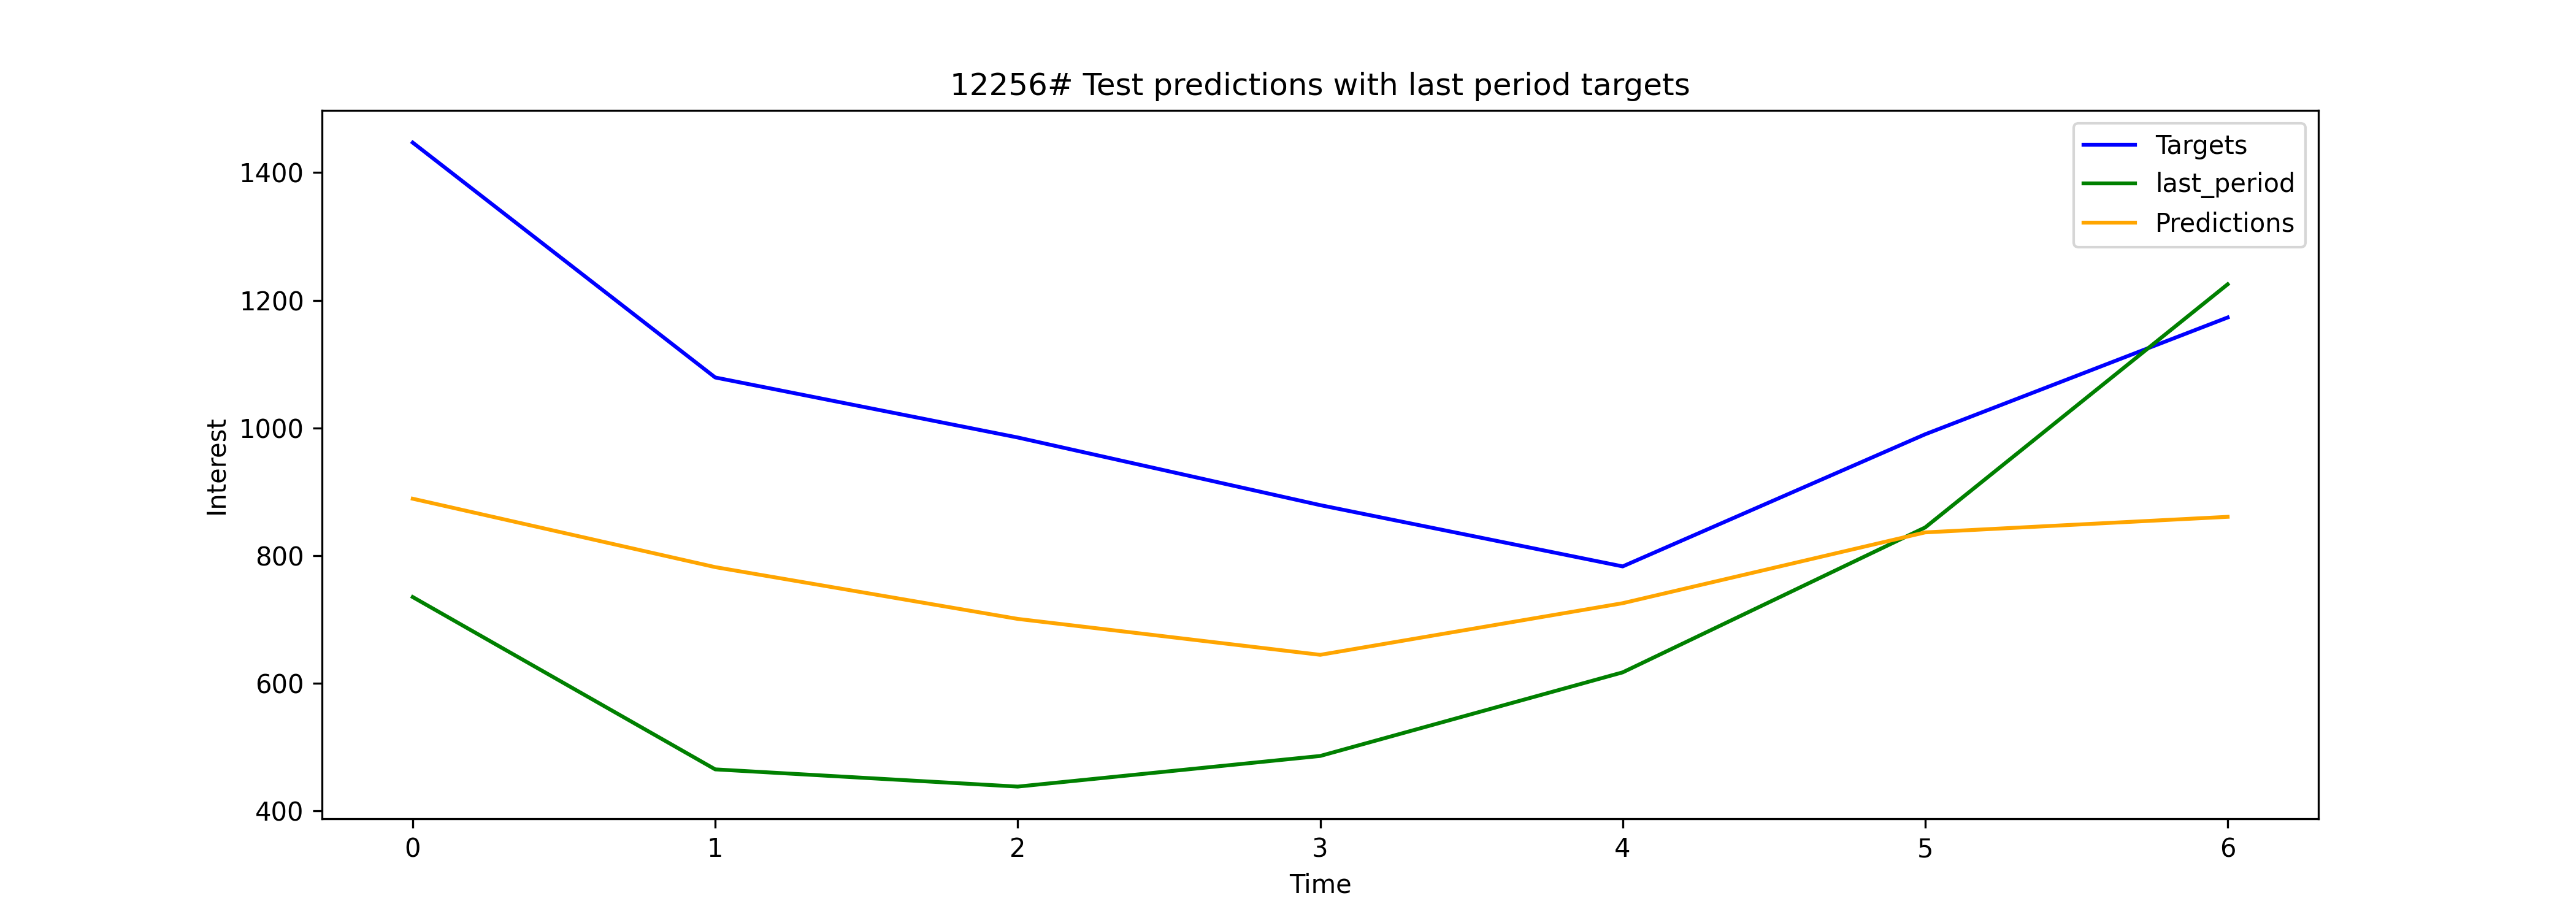 12256# Test predictions with last period targets
Targets
last_period
Predictions
Interest
1400
1200
1000
800
600
400
0 1 2 3 4 5 6
Time